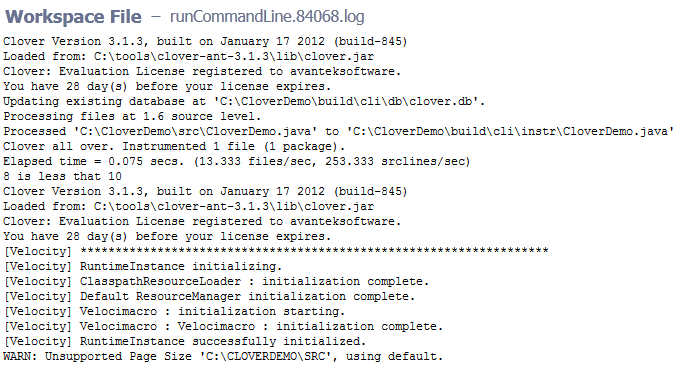 Workspace File – runCommandLine.84068.log
Clover Version 3.1.3, built on January 17 2012 (build-845)
Loaded from: C:\tools\clover-ant-3.1.3\lib\clover.jar
Clover: Evaluation License registered to avanteksoftware.
You have 28 day(s) before your license expires.
Updating existing database at 'C:\CloverDemo\build\cli\db\clover.db'.
Processing files at 1.6 source level.
Processed 'C:\CloverDemo\src\CloverDemo.java' to 'C:\CloverDemo\build\cli\instr\CloverDemo.java'
Clover all over. Instrumented 1 file (1 package).
Elapsed time = 0.075 secs. (13.333 files/sec, 253.333 srclines/sec)
8 is less that 10
Clover Version 3.1.3, built on January 17 2012 (build-845)
Loaded from: C:\tools\clover-ant-3.1.3\lib\clover.jar
Clover: Evaluation License registered to avanteksoftware.
You have 28 day(s) before your license expires.
[Velocity] *******************************************************************
[Velocity] RuntimeInstance initializing.
[Velocity] ClasspathResourceLoader : initialization complete.
[Velocity] Default ResourceManager initialization complete.
[Velocity] Velocimacro : initialization starting.
[Velocity] Velocimacro : Velocimacro : initialization complete.
[Velocity] RuntimeInstance successfully initialized.
WARN: Unsupported Page Size 'C:\CLOVERDEMO\SRC', using default.